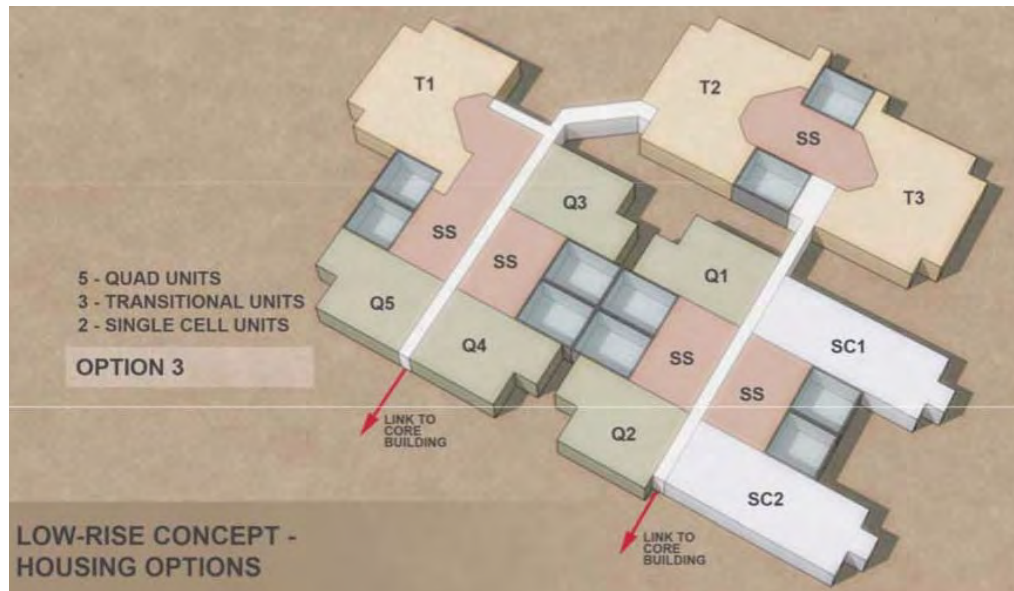 T1
T2
SS
T3
Q3
SS
SS
Q1
5 - QUAD UNITS
3 - TRANSITIONAL UNITS
2 - SINGLE CELL UNITS
Q5
OPTION 3
Q4
SC1
SS
SS
LINK TO
CORE
BUILDING
Q2
SC2
LOW-RISE CONCEPT -
HOUSING OPTIONS
LINK TO
CORE
BUILDING